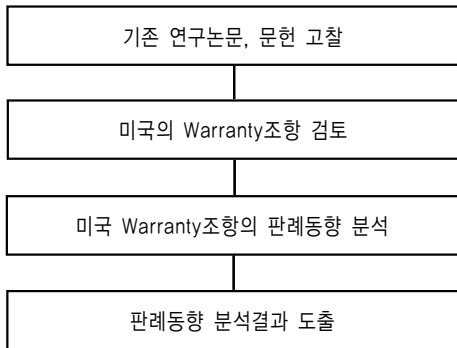 기존 연구논문, 문헌 고찰
미국의 Warranty조항 검토
미국 Warranty조항의 판례동향 분석
판례동향 분석결과 도출